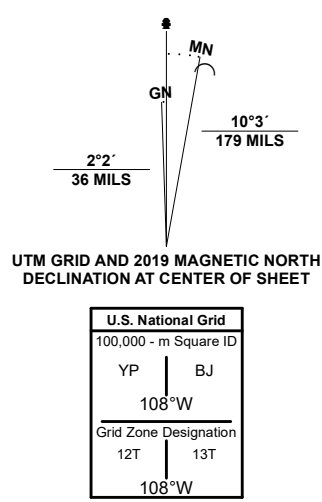 MN
GN
10°3´
179 MILS
2°2´
36 MILS
UTM GRID AND 2019 MAGNETIC NORTH
DECLINATION AT CENTER OF SHEET
U.S. National Grid
100,000 - m Square ID
YP BJ
108°W
Grid Zone Designation
12T 13T
108°W